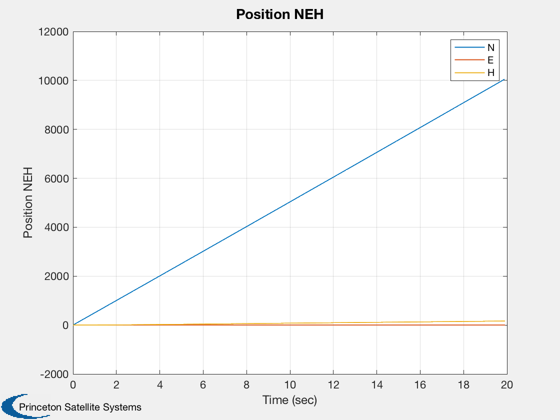 Position NEH
12000
10000
8000
6000
4000
2000
0
-2000
Position NEH
N
E
H
0 2 4 6 8 10 12 14 16 18 20
Time (sec)
Princeton Satellite Systems